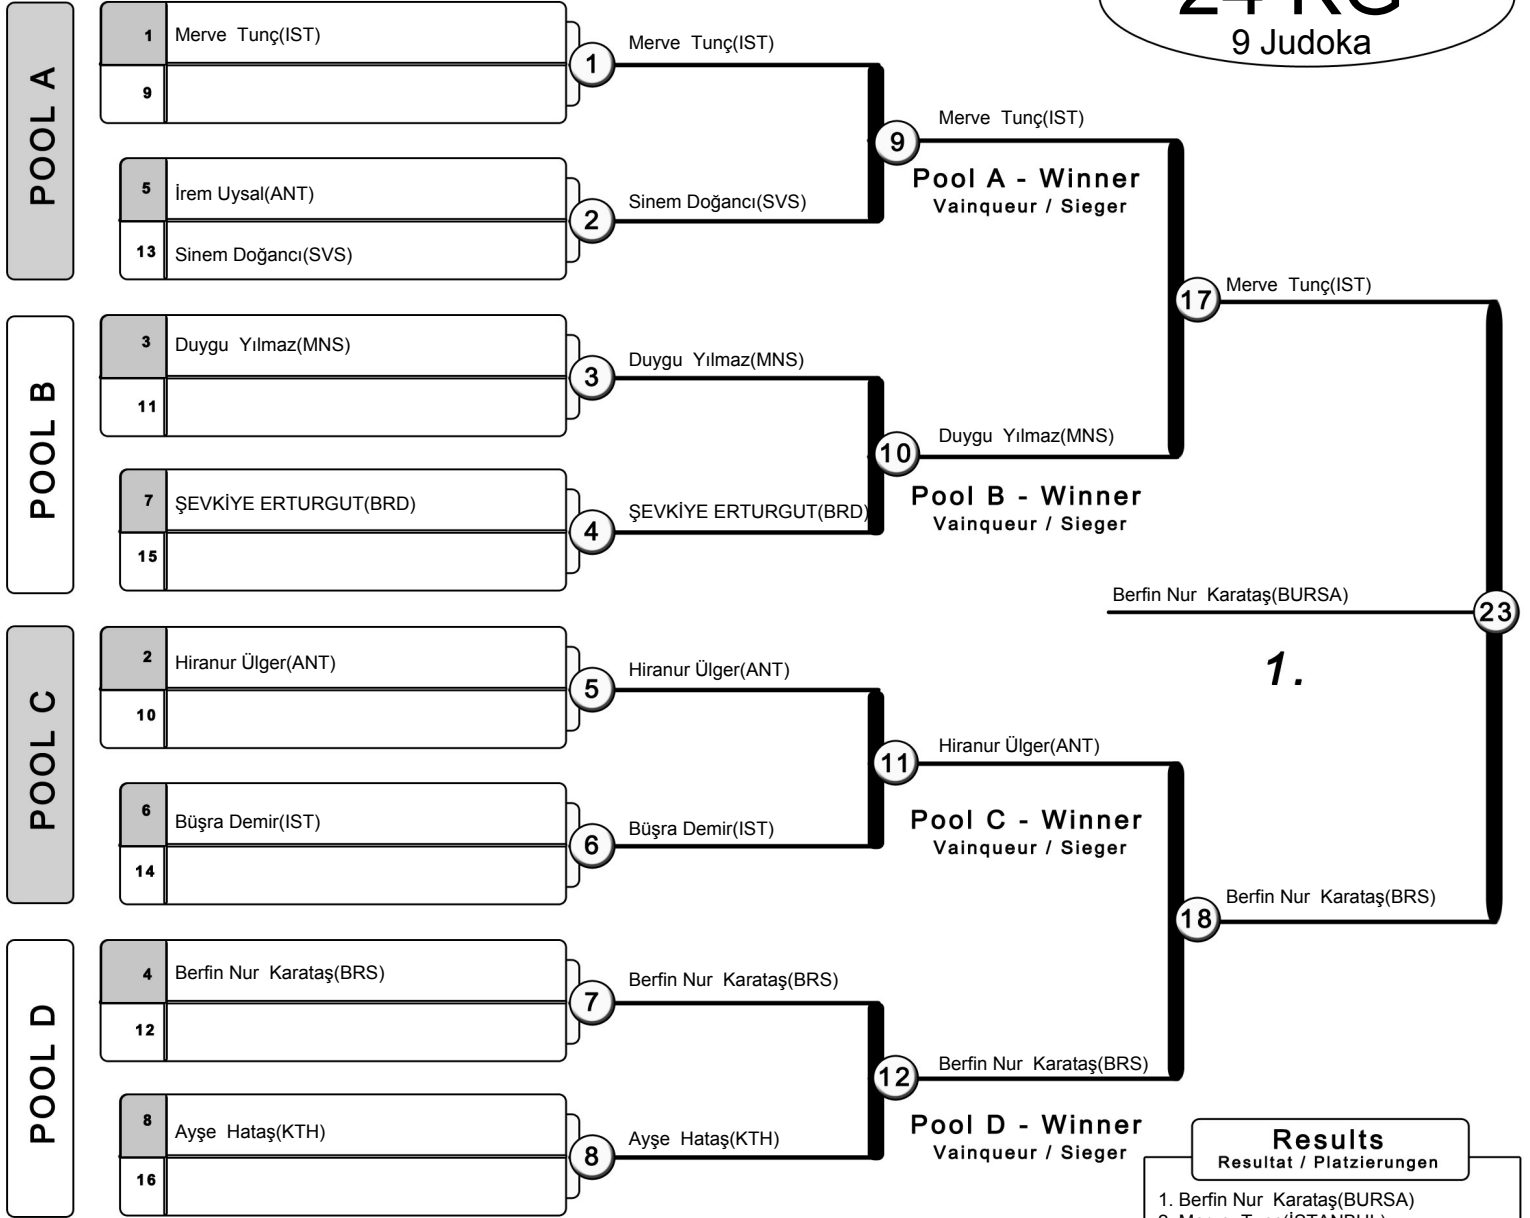 24 KG
9 Judoka
POOL A
1 Merve Tunç(IST)
9
5 İrem Uysal(ANT)
13 Sinem Doğancı(SVS)
1
2
Merve Tunç(IST)
Sinem Doğancı(SVS)
9
Merve Tunç(IST)
Pool A - Winner
Vainqueur / Sieger
POOL B
3 Duygu Yılmaz(MNS)
11
7 ŞEVKİYE ERTURGUT(BRD)
15
3
4
Duygu Yılmaz(MNS)
ŞEVKİYE ERTURGUT(BRD)
10
Duygu Yılmaz(MNS)
Pool B - Winner
Vainqueur / Sieger
17
Merve Tunç(IST)
POOL C
2 Hiranur Ülger(ANT)
10
6 Büşra Demir(IST)
14
5
6
Hiranur Ülger(ANT)
Büşra Demir(IST)
11
Hiranur Ülger(ANT)
Pool C - Winner
Vainqueur / Sieger
POOL D
4 Berfin Nur Karataş(BRS)
12
8 Ayşe Hataş(KTH)
16
7
8
Berfin Nur Karataş(BRS)
Ayşe Hataş(KTH)
12
Berfin Nur Karataş(BRS)
Pool D - Winner
Vainqueur / Sieger
18
Berfin Nur Karataş(BRS)
Berfin Nur Karataş(BURSA)
23
1.
Results
Resultat / Platzierungen
1. Berfin Nur Karataş(BURSA)
2. Merve Tunç(İSTANBUL)